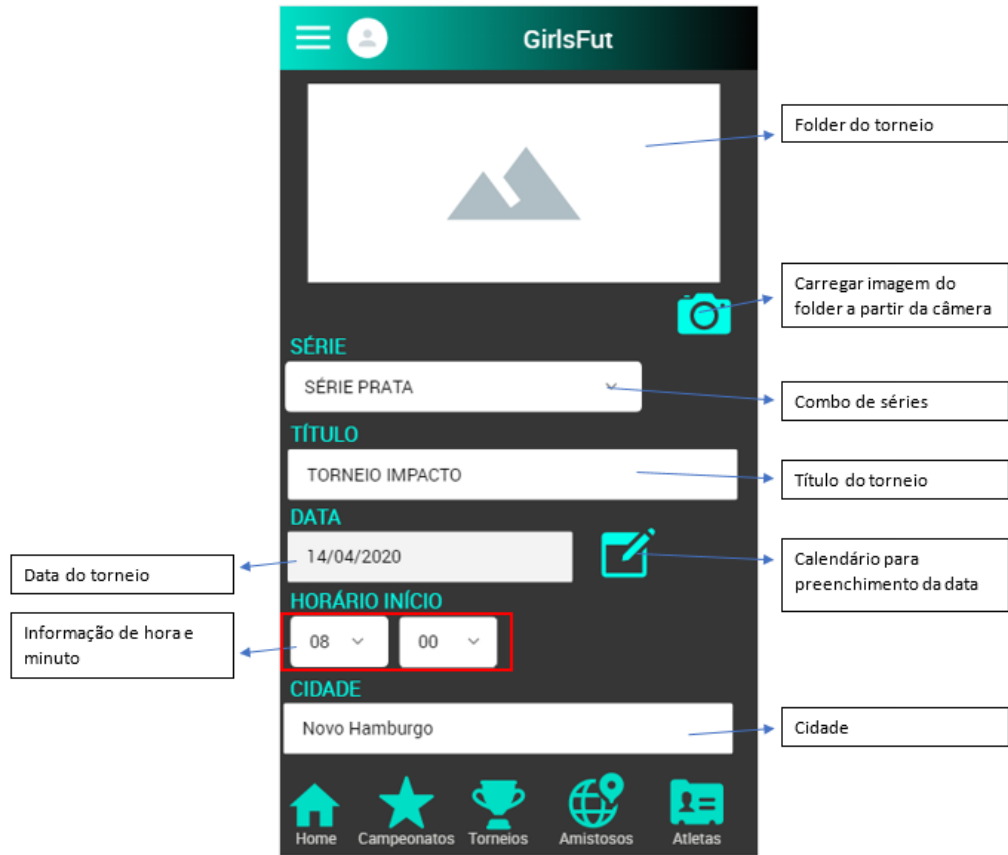 GirlsFut
Folder do torneio
Carregar imagem do
folder a partir da câmera
SÉRIE
SÉRIE PRATA
Combo de séries
TÍTULO
TORNEIO IMPACTO
Título do torneio
DATA
14/04/2020
Data do torneio
Calendário para
preenchimento da data
HORÁRIO INÍCIO
Informação de hora e
minuto
08
00
CIDADE
Novo Hamburgo
Cidade
Home
Campeonatos
Torneios
Amistosos
Atletas